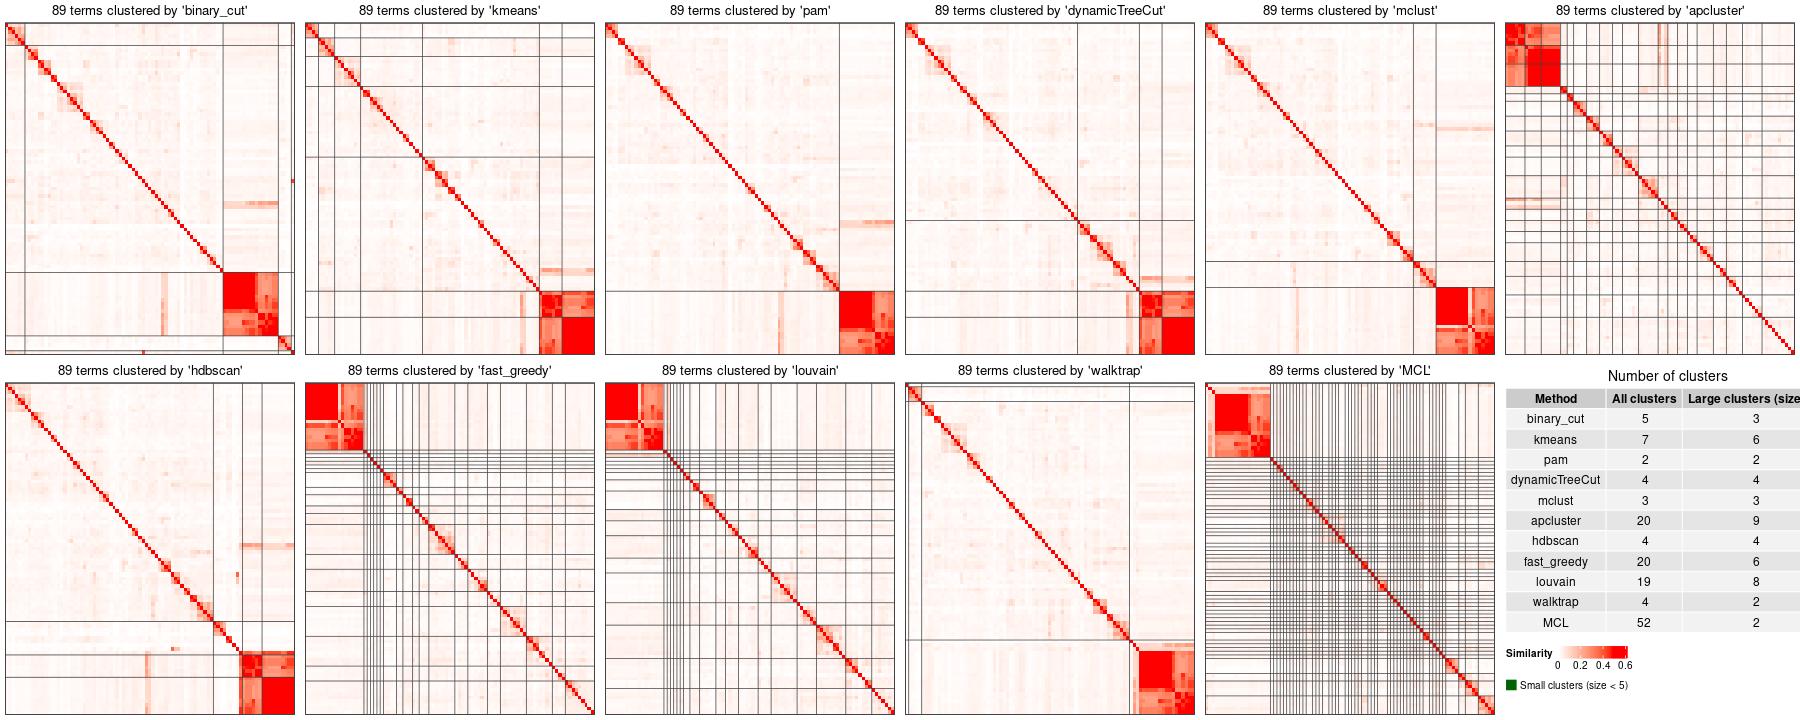 89 terms clustered by 'binary_cut'
89 terms clustered by 'kmeans'
89 terms clustered by 'pam'
89 terms clustered by 'dynamicTreeCut'
89 terms clustered by 'mclust'
89 terms clustered by 'apcluster'
89 terms clustered by 'hdbscan'
89 terms clustered by 'fast_greedy'
89 terms clustered by 'louvain'
89 terms clustered by 'walktrap'
89 terms clustered by 'MCL'
Number of clusters
Method All clusters Large clusters (size
binary_cut 5 3
kmeans 7 6
pam 2 2
dynamicTreeCut 4 4
mclust 3 3
apcluster 20 9
hdbscan 4 4
fast_greedy 20 6
louvain 19 8
walktrap 4 2
MCL 52 2
Similarity
0 0.2 0.4 0.6
Small clusters (size < 5)